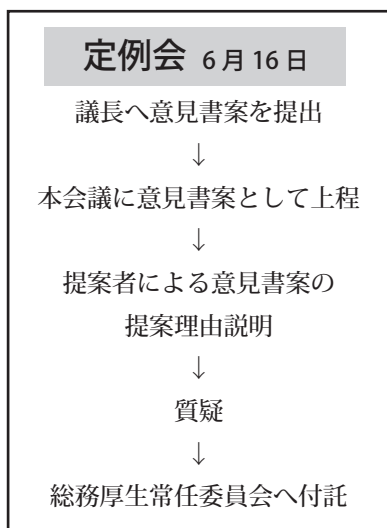 定例会 6月16日
議長へ意見書案を提出
↓
本会議に意見書案として上程
↓
提案者による意見書案の
提案理由説明
↓
質疑
↓
総務厚生常任委員会へ付託